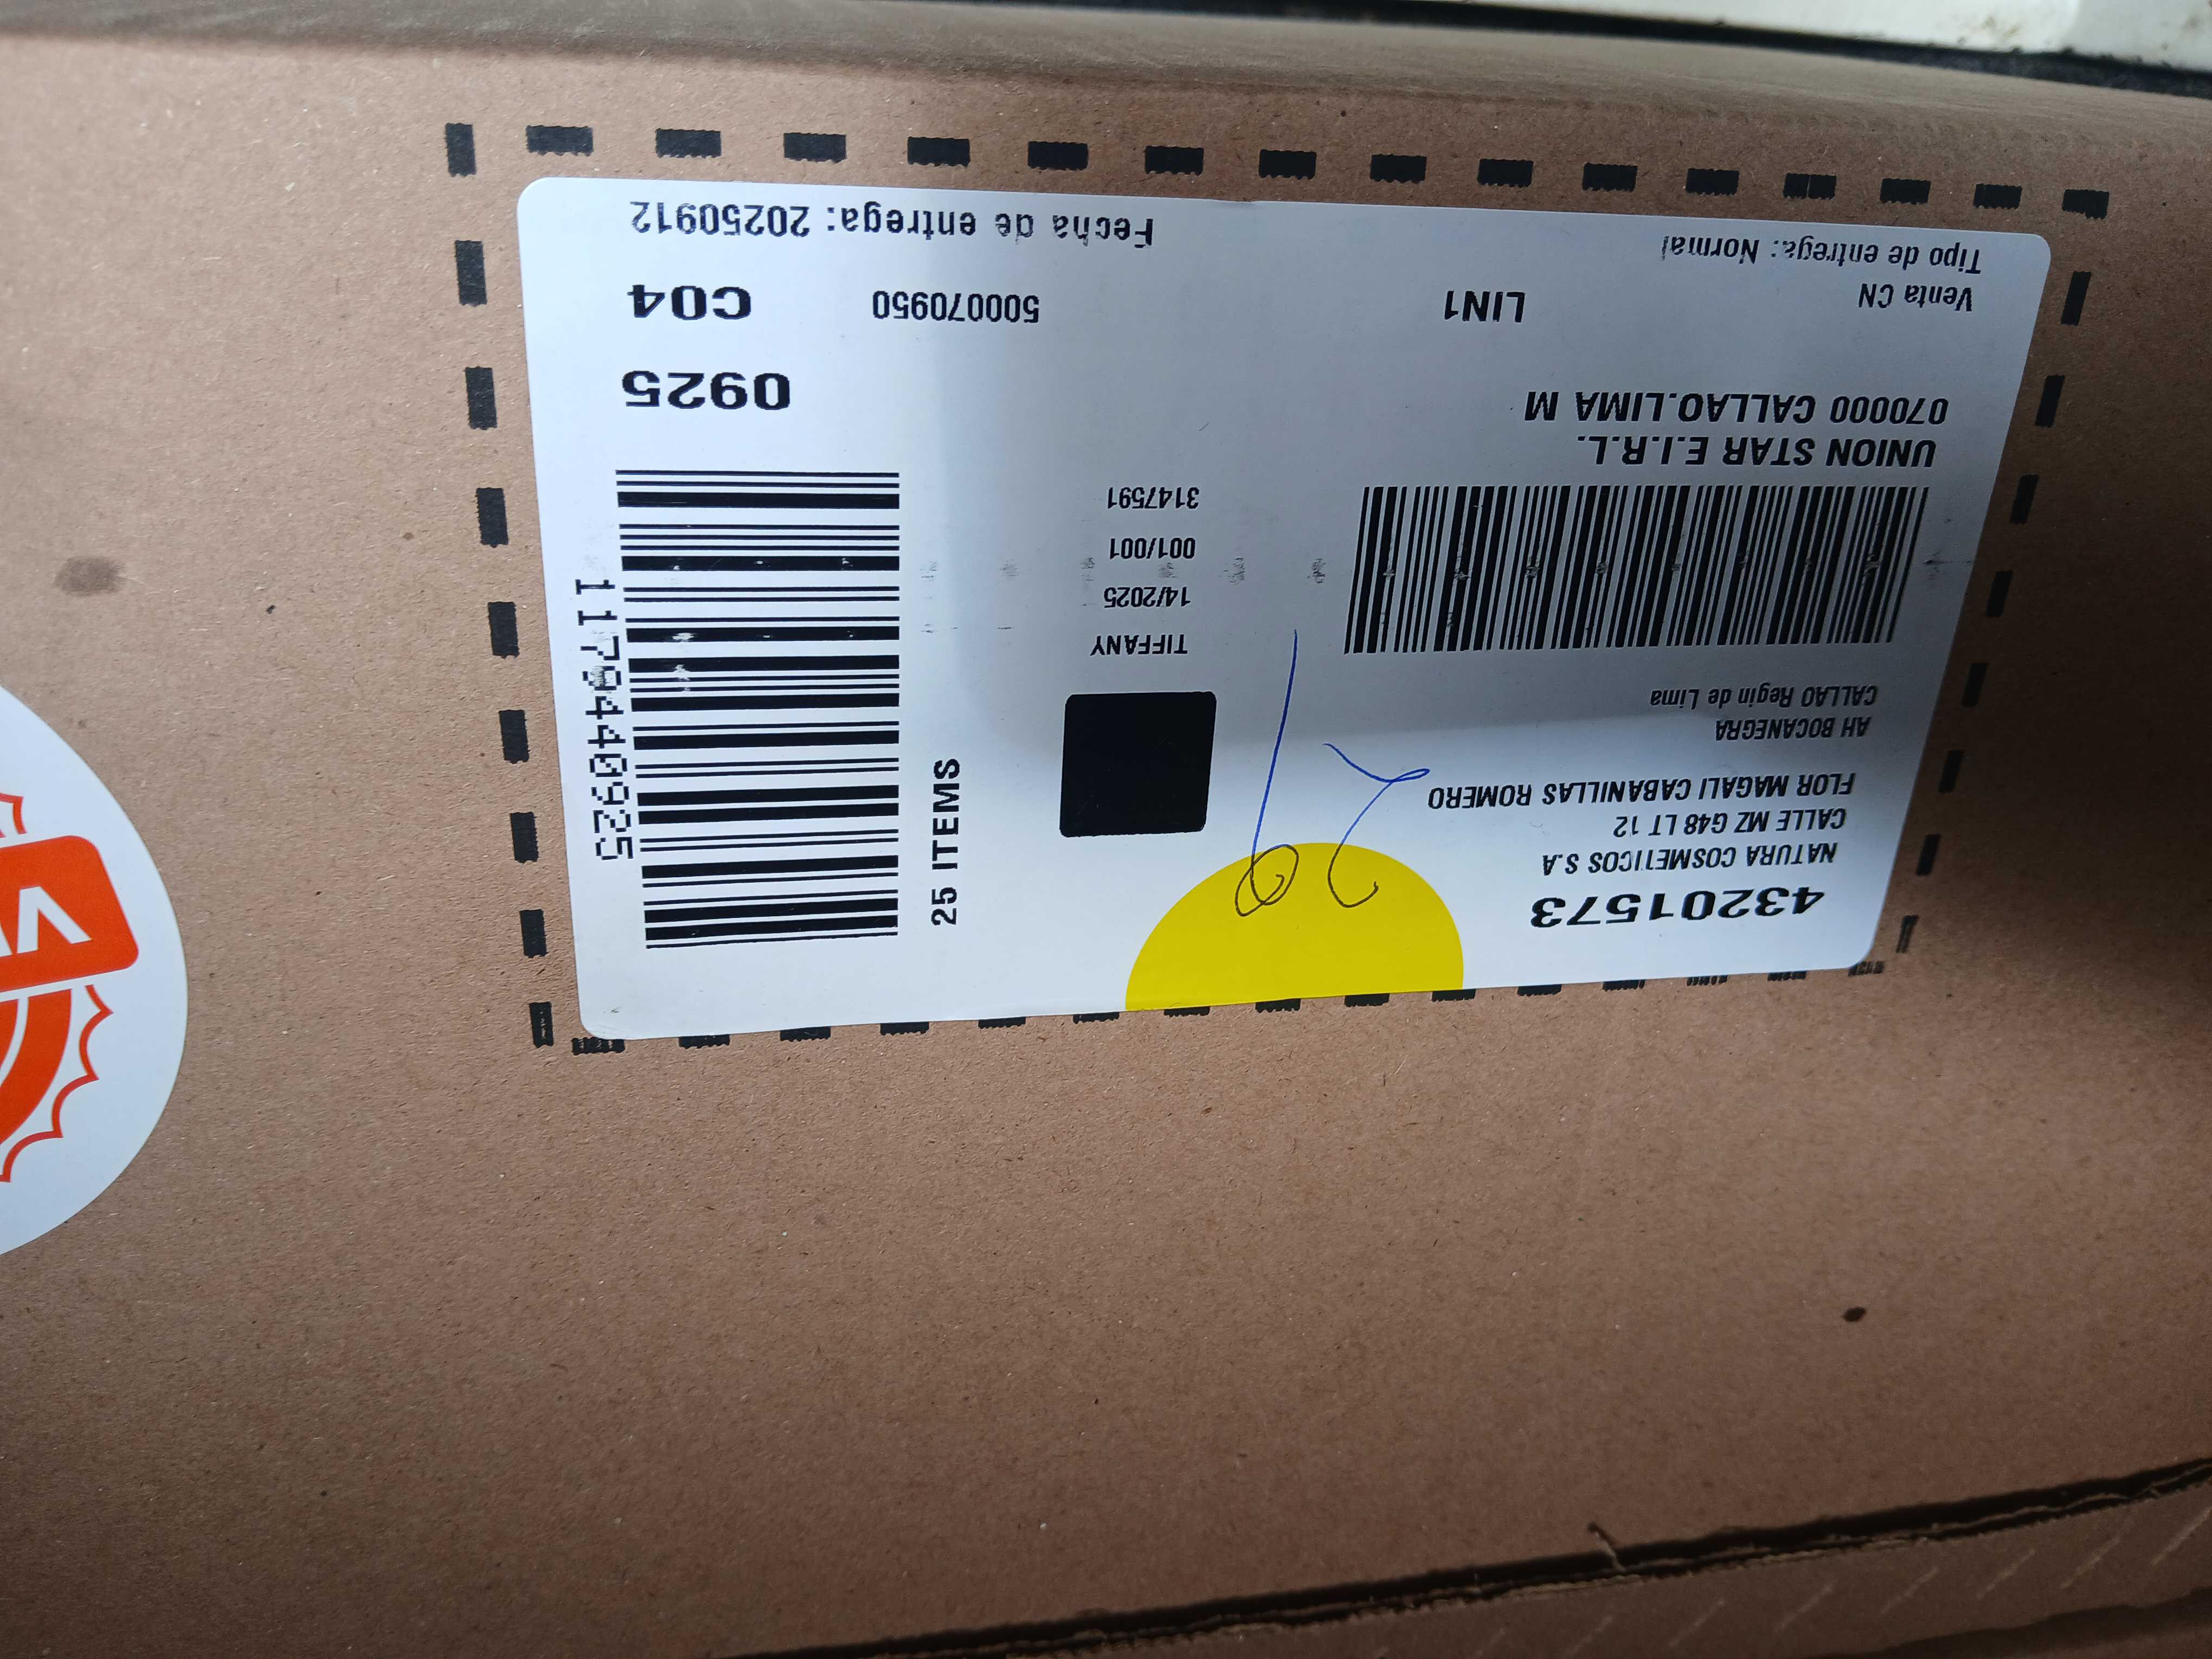 43201573
NATURA COSMETICOS S.A
CALLE MZ G48 LT 12
FLOR MAGALI CABANILLAS ROMERO
AH BOCANEGRA
CALLAO Regin de Lima
UNION STAR E.I.R.L.
070000 CALLAO.LIMA M
Venta CN
LIN1
Tipo de entrega: Normal
TIFFANY
14/2025
001/001
3147591
25 ITEMS
1179440925
0925
500070950
C04
Fecha de entrega: 20250912